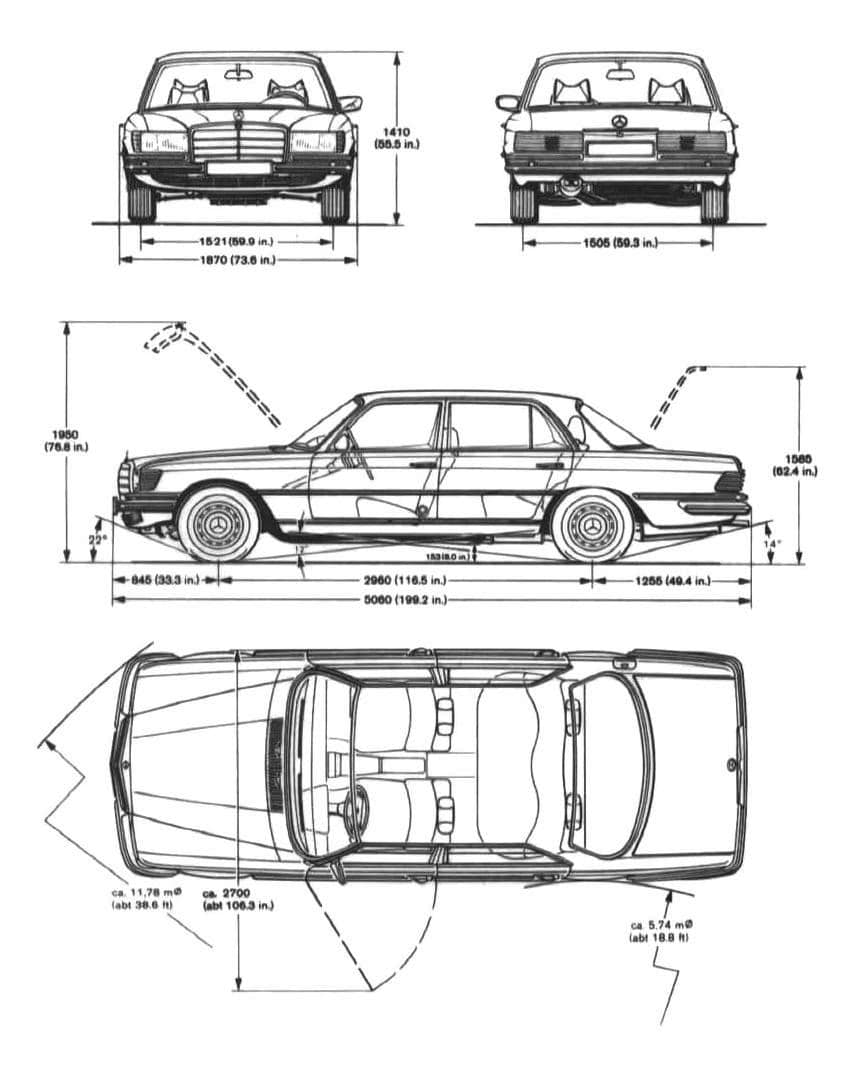 1410
(55.5 in.)
1521 (59.9 in.)
1870 (73.6 in.)
1505 (59.3 in.)
1950
(76.8 in.)
1585
(62.4 in.)
22°
17°
153 (6.0 in.)
14°
845 (33.3 in.)
2960 (116.5 in.)
1255 (49.4 in.)
5060 (199.2 in.)
ca. 11,78 mØ
(abt 38.6 ft)
ca. 2700
(abt 106.3 in.)
ca 5.74 mØ
(abt 18.8 ft)